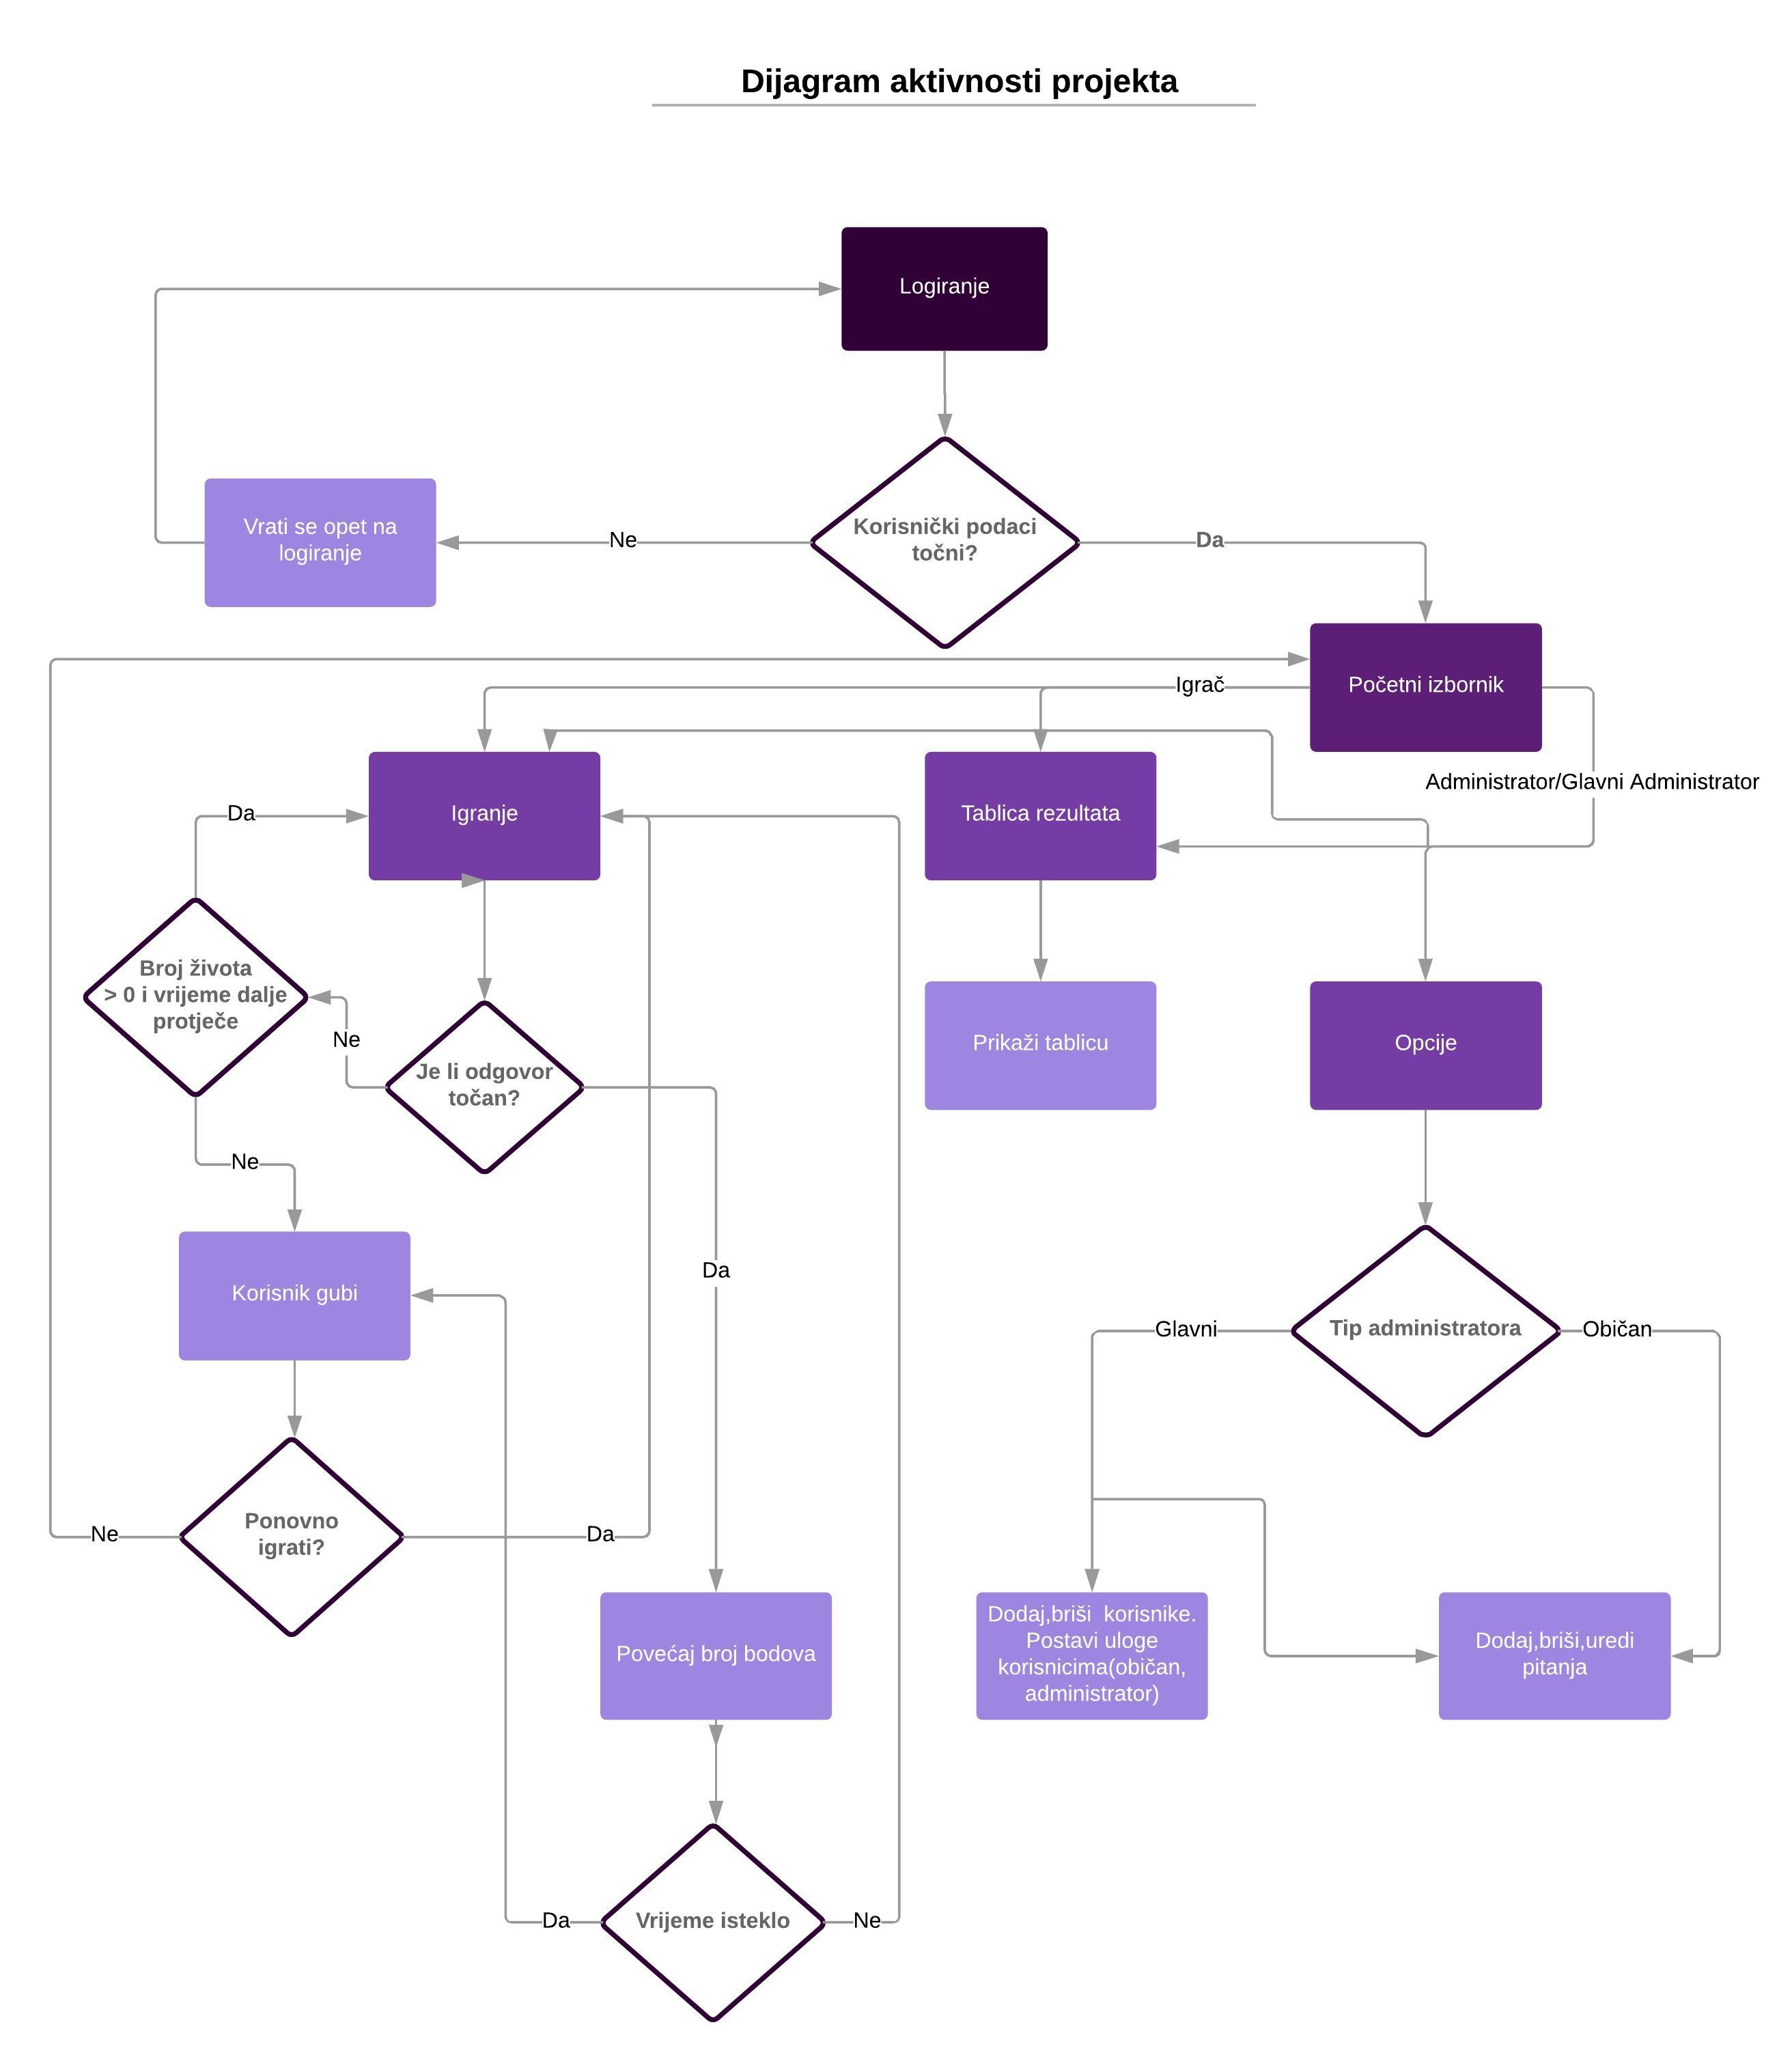 Dijagram aktivnosti projekta
Logiranje
Vrati se opet na
logiranje
Ne
Korisnički podaci
točni?
Da
Igrač
Početni izbornik
Administrator/Glavni Administrator
Da
Igranje
Tablica rezultata
Broj života
> 0 i vrijeme dalje
protječe
Ne
Je li odgovor
točan?
Prikaži tablicu
Opcije
Ne
Da
Korisnik gubi
Glavni
Tip administratora
Običan
Ne
Ponovno
igrati?
Da
Povećaj broj bodova
Dodaj,briši  korisnike.
Postavi uloge
korisnicima(običan,
administrator)
Dodaj,briši,uredi
pitanja
Da
Vrijeme isteklo
Ne